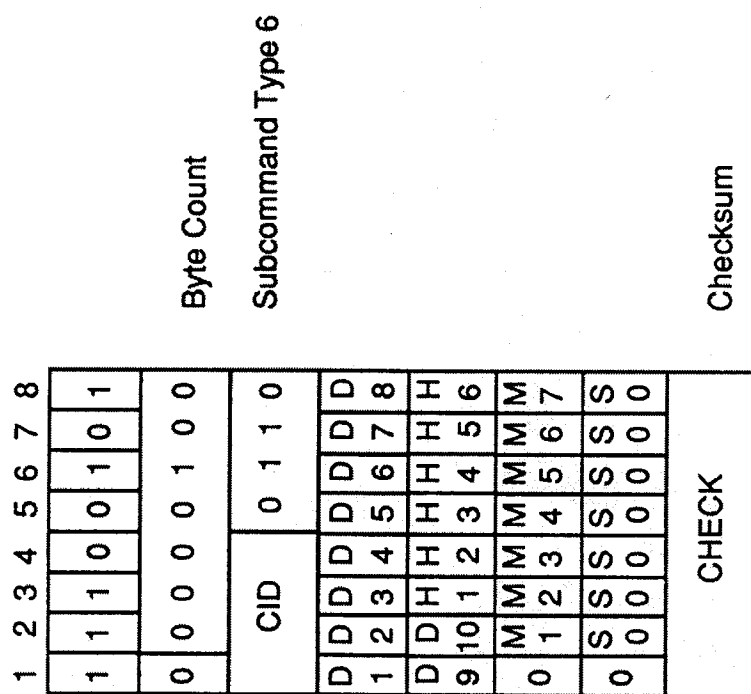 1 2 3 4 5 6 7 8
1 1 1 0 0 1 0 1
0 0 0 0 0 1 0 0 Byte Count
CID 0 1 1 0 Subcommand Type 6
D D D D D D D D
1 2 3 4 5 6 7 8
D D H H H H H H
9 10 1 2 3 4 5 6
M M M M M M M
0 1 2 3 4 5 6 7
S S S S S S S
0 0 0 0 0 0 0 0
CHECK Checksum